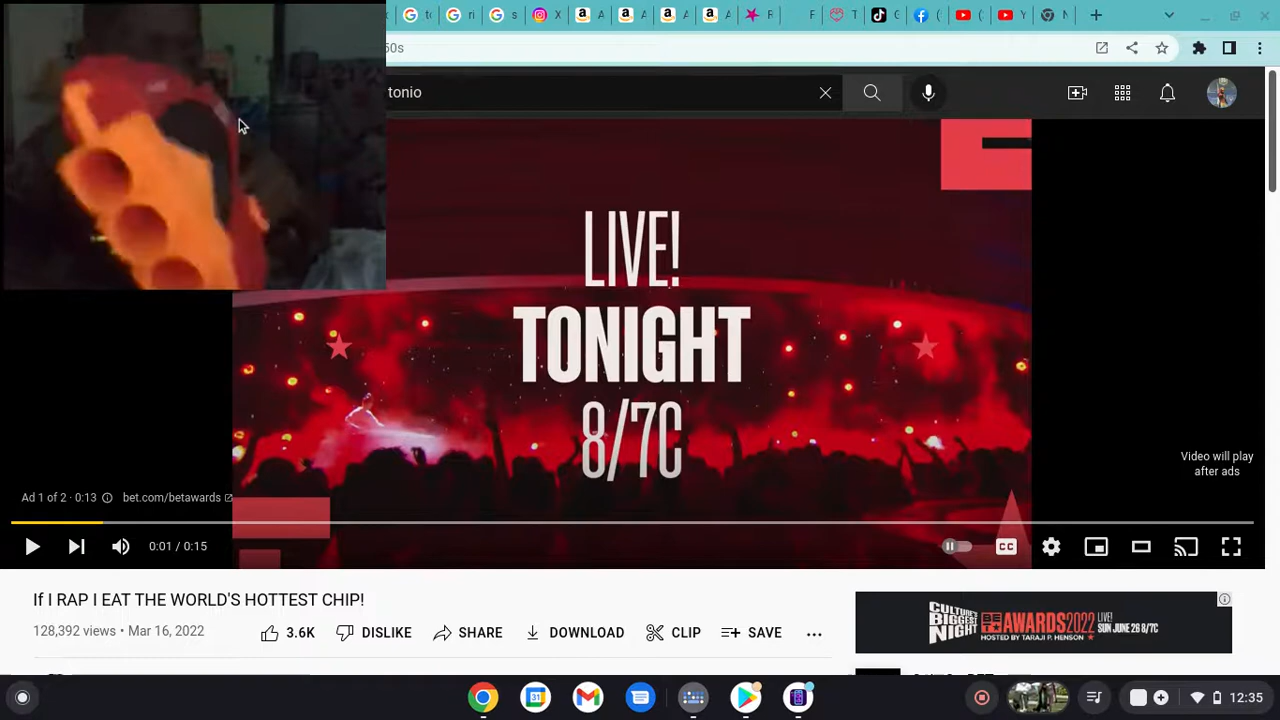 X
A
A
A
A
R
F
T
N
50s
tonio
LIVE!
TONIGHT
8/7C
Video will play
after ads
Ad 1 of 2 · 0:13
bet.com/betawards
0:01 / 0:15
CC
If I RAP I EAT THE WORLD'S HOTTEST CHIP!
128,392 views • Mar 16, 2022
3.6K
DISLIKE
SHARE
DOWNLOAD
CLIP
SAVE
CULTURE'S
BIGGEST
NIGHT
BET AWARDS 2022 LIVE! SUN JUNE 26 8/7C
HOSTED BY TARAJI P. HENSON
31
12:35